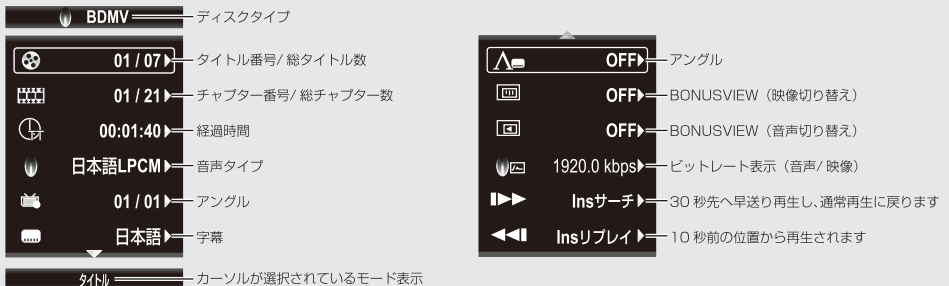 BDMV ディスクタイプ
01 / 07 タイトル番号/ 総タイトル数
01 / 21 チャプター番号/ 総チャプター数
00:01:40 経過時間
日本語LPCM 音声タイプ
01 / 01 アングル
日本語 字幕
タイトル カーソルが選択されているモード表示
OFF アングル
OFF BONUSVIEW（映像切り替え）
OFF BONUSVIEW（音声切り替え）
1920.0 kbps ビットレート表示（音声/ 映像）
Insサーチ 30 秒先へ早送り再生し、通常再生に戻ります
Insリプレイ 10 秒前の位置から再生されます